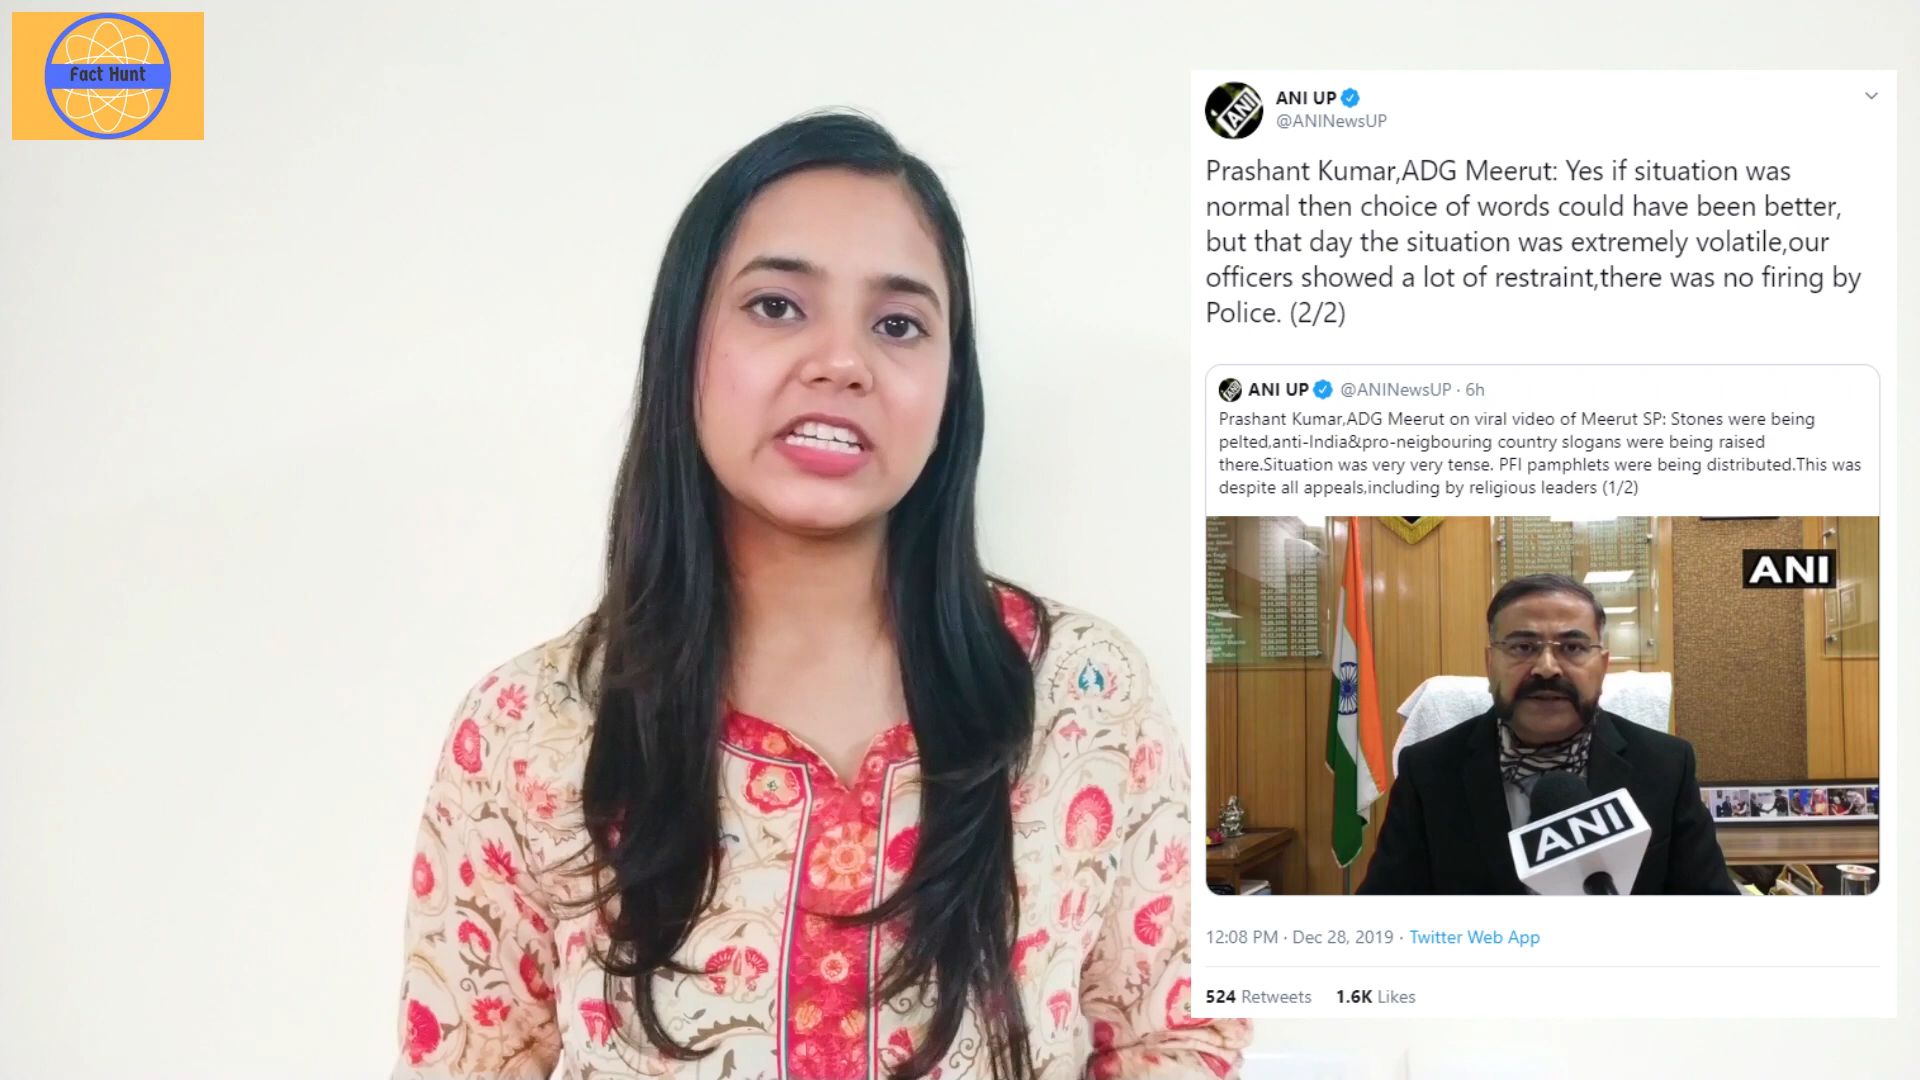 Fact Hunt
ANI UP
@ANINewsUP
Prashant Kumar,ADG Meerut: Yes if situation was
normal then choice of words could have been better,
but that day the situation was extremely volatile,our
officers showed a lot of restraint,there was no firing by
Police. (2/2)
ANI UP @ANINewsUP · 6h
Prashant Kumar,ADG Meerut on viral video of Meerut SP: Stones were being
pelted,anti-India&pro-neigbouring country slogans were being raised
there.Situation was very very tense. PFI pamphlets were being distributed.This was
despite all appeals,including by religious leaders (1/2)
ANI
ANI
12:08 PM · Dec 28, 2019 · Twitter Web App
524 Retweets 1.6K Likes